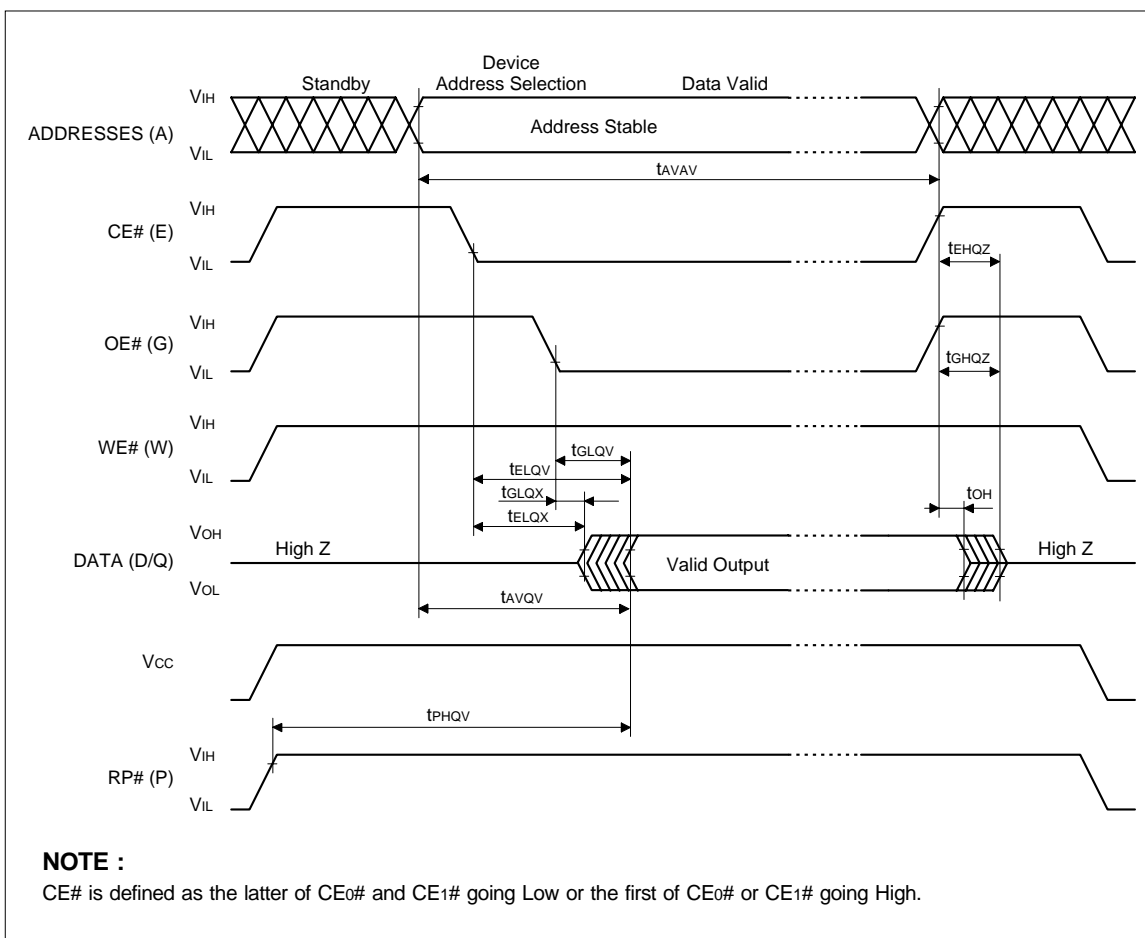 Device
Standby Address Selection Data Valid
VIH
ADDRESSES (A) Address Stable
VIL
tAVAV
VIH
CE# (E)
VIL
tEHQZ
VIH
OE# (G)
VIL
tGHQZ
VIH
WE# (W)
VIL
tGLQV
tELQV
tGLQX
tOH
tELQX
VOH
High Z High Z
DATA (D/Q) Valid Output
VOL
tAVQV
VCC
tPHQV
VIH
RP# (P)
VIL
NOTE :
CE# is defined as the latter of CE0# and CE1# going Low or the first of CE0# or CE1# going High.